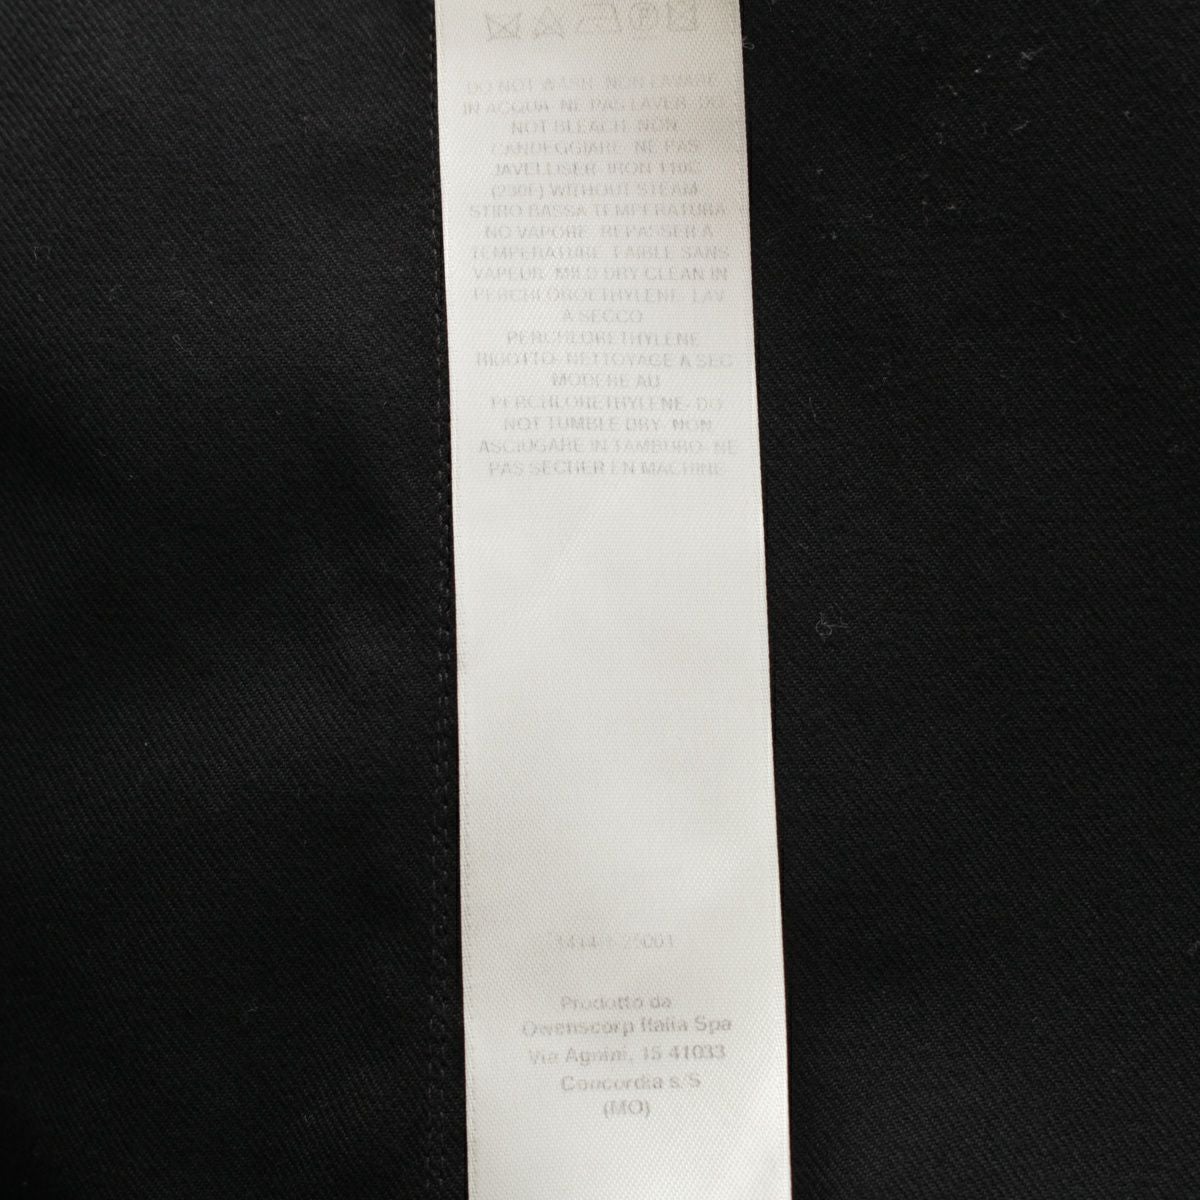 DO NOT WASH- NON LAVARE
IN ACQUA- NE PAS LAVER- DO
NOT BLEACH- NON
CANDEGGIARE- NE PAS
JAVELLISER- IRON 110C
(230F) WITHOUT STEAM-
STIRO BASSA TEMPERATURA
NO VAPORE- REPASSER A
TEMPERATURE FAIBLE SANS
VAPEUR- MILD DRY CLEAN IN
PERCHLOROETHYLENE- LAV
A SECCO
PERCHLORETHYLENE
RIDOTTO- NETTOYAGE A SEC
MODERE AU
PERCHLORETHYLENE- DO
NOT TUMBLE DRY- NON
ASCIUGARE IN TAMBURO- NE
PAS SECHER EN MACHINE
Prodotto da
Owenscorp Italia Spa
Via Agnini, 15 41033
Concordia s/S
(MO)